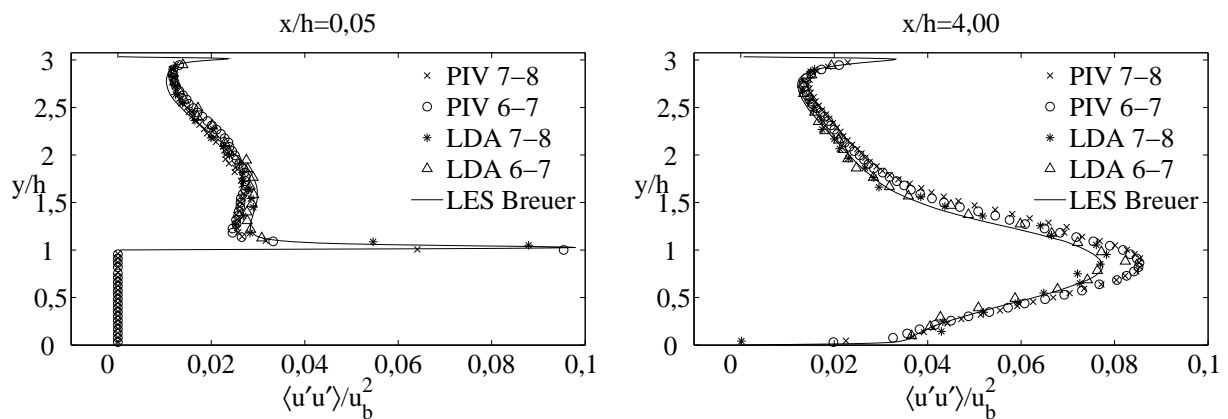 x/h=0,05
3
2,5
2
y/h
1,5
1
0,5
0
0
0,02
0,04
0,06
0,08
0,1
⟨u′u′⟩/u_b^2
× PIV 7−8
○ PIV 6−7
* LDA 7−8
△ LDA 6−7
LES Breuer
x/h=4,00
3
2,5
2
y/h
1,5
1
0,5
0
0
0,02
0,04
0,06
0,08
0,1
⟨u′u′⟩/u_b^2
× PIV 7−8
○ PIV 6−7
* LDA 7−8
△ LDA 6−7
LES Breuer